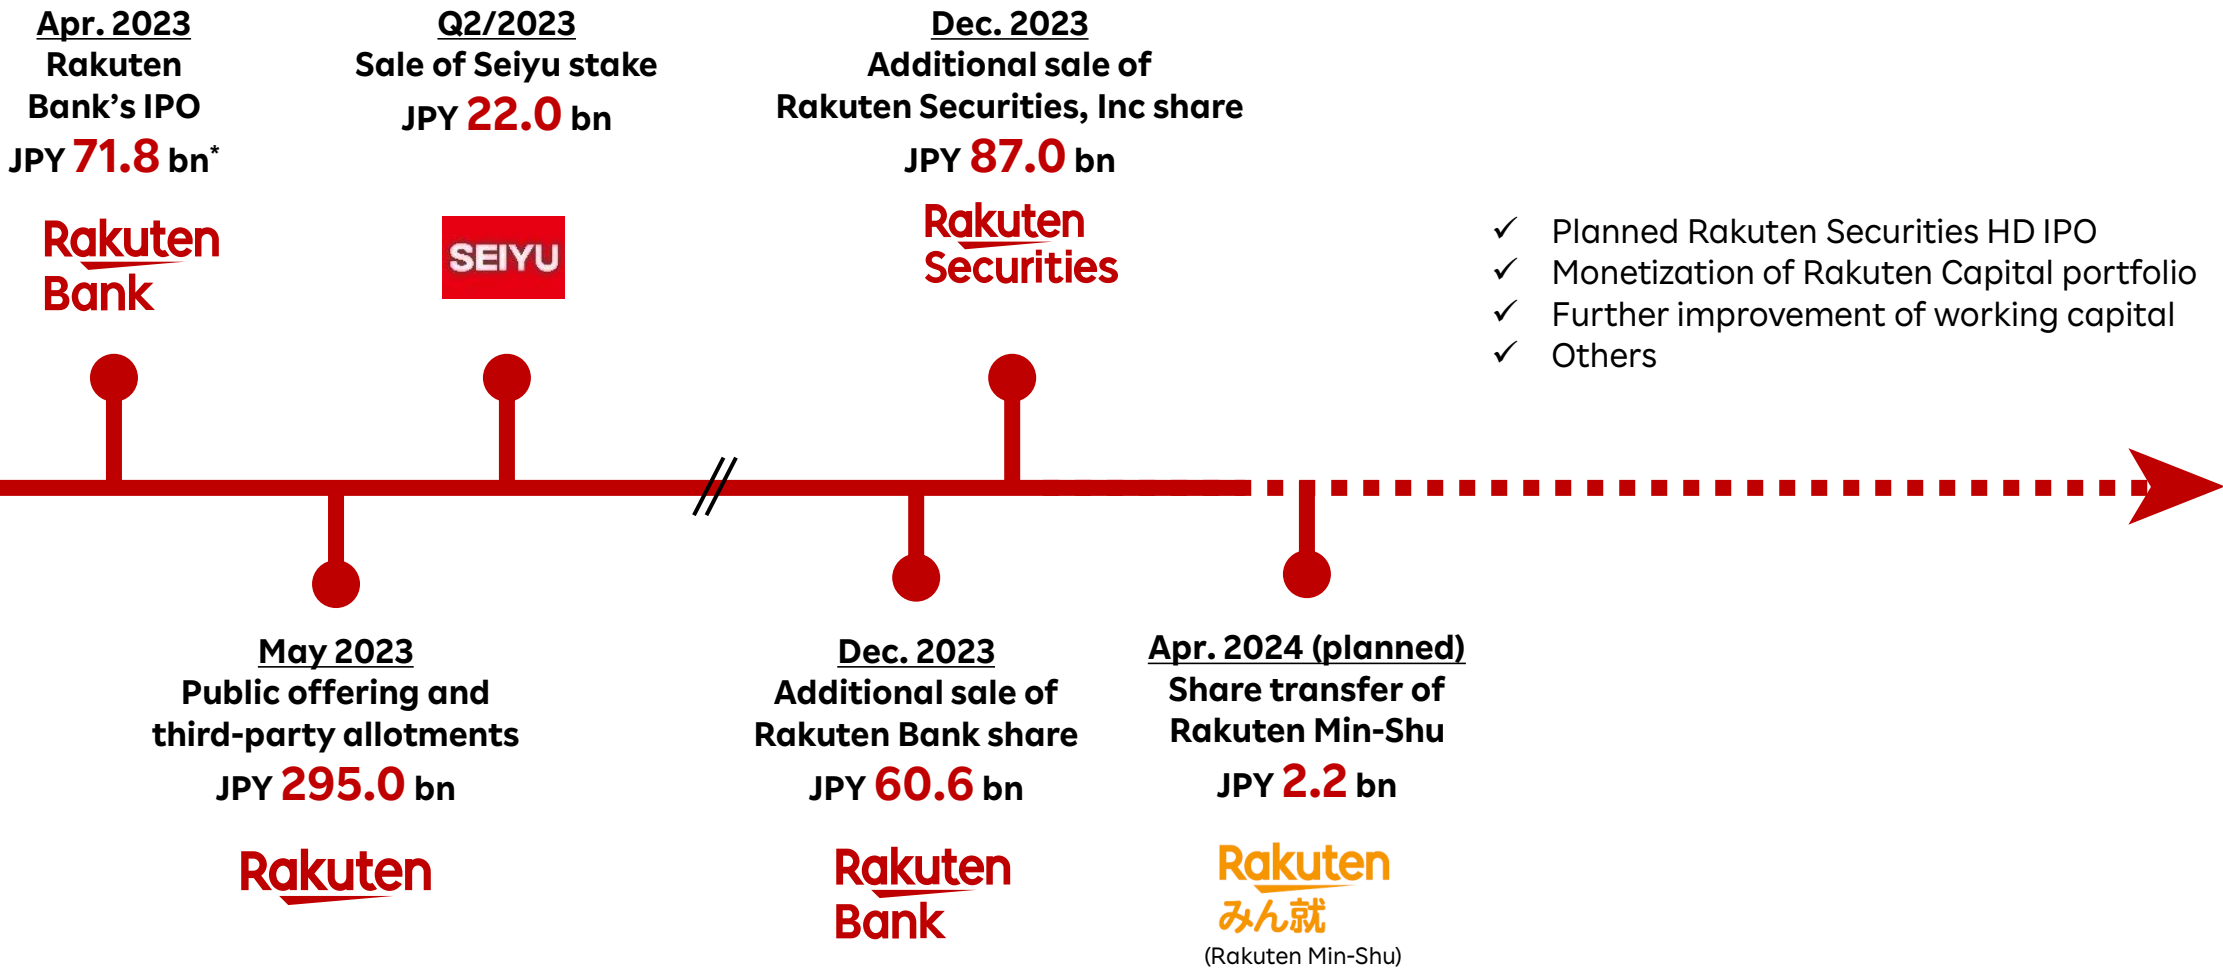 Apr. 2023
Rakuten
Bank's IPO
JPY 71.8 bn*
Rakuten
Bank
Q2/2023
Sale of Seiyu stake
JPY 22.0 bn
SEIYU
Dec. 2023
Additional sale of
Rakuten Securities, Inc share
JPY 87.0 bn
Rakuten
Securities
✓ Planned Rakuten Securities HD IPO
✓ Monetization of Rakuten Capital portfolio
✓ Further improvement of working capital
✓ Others
May 2023
Public offering and
third-party allotments
JPY 295.0 bn
Rakuten
Dec. 2023
Additional sale of
Rakuten Bank share
JPY 60.6 bn
Rakuten
Bank
Apr. 2024 (planned)
Share transfer of
Rakuten Min-Shu
JPY 2.2 bn
Rakuten
みん就
(Rakuten Min-Shu)